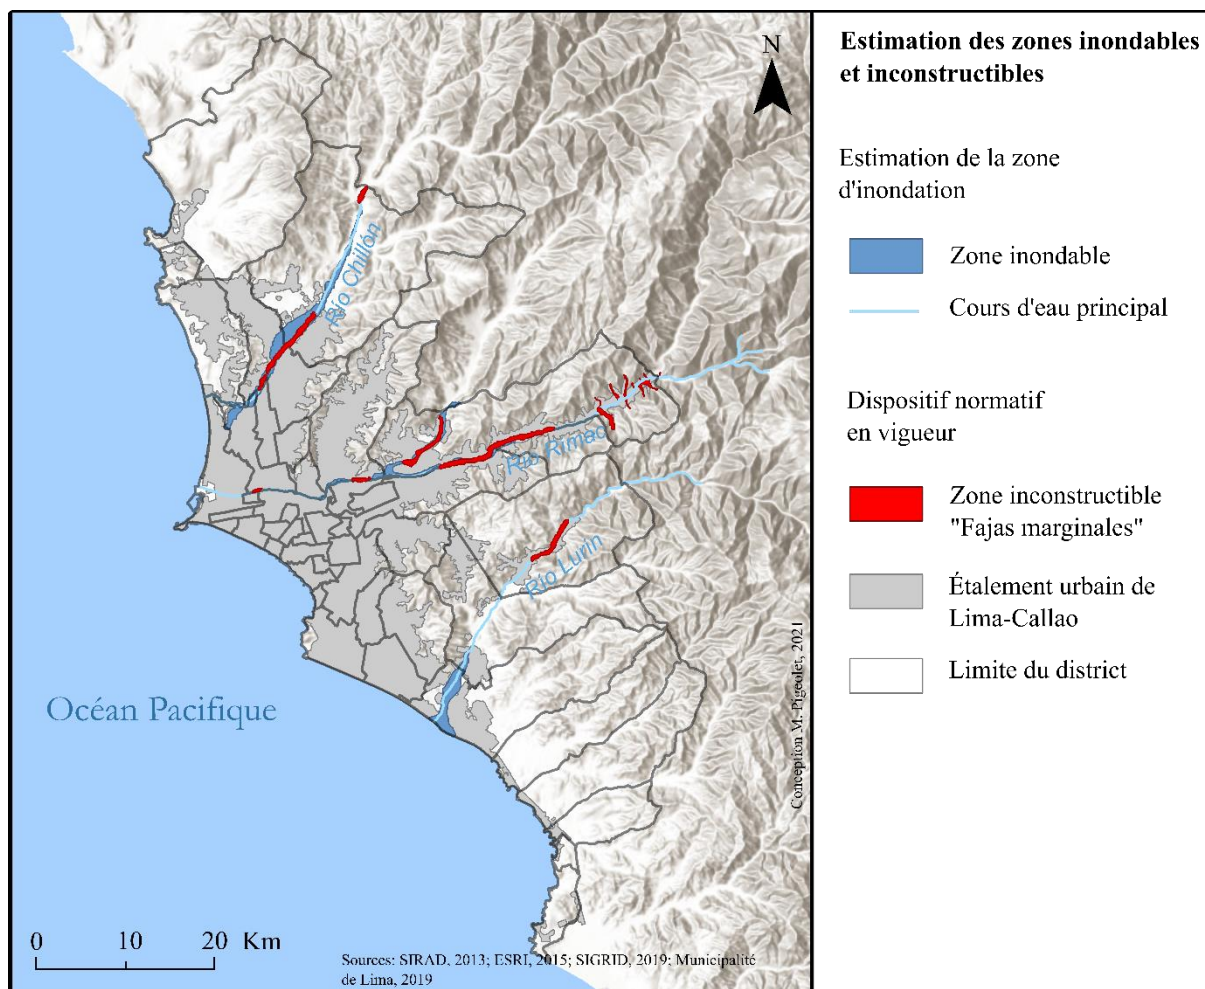 N
Río Chillón
Río Rímac
Río Lurín
Océan Pacifique
0 10 20 Km
Sources: SIRAD, 2013; ESRI, 2015; SIGRID, 2019; Municipalité
de Lima, 2019
Conception M. Pigeolet, 2021
Estimation des zones inondables
et inconstructibles
Estimation de la zone
d'inondation
Zone inondable
Cours d'eau principal
Dispositif normatif
en vigueur
Zone inconstructible
"Fajas marginales"
Étalement urbain de
Lima-Callao
Limite du district